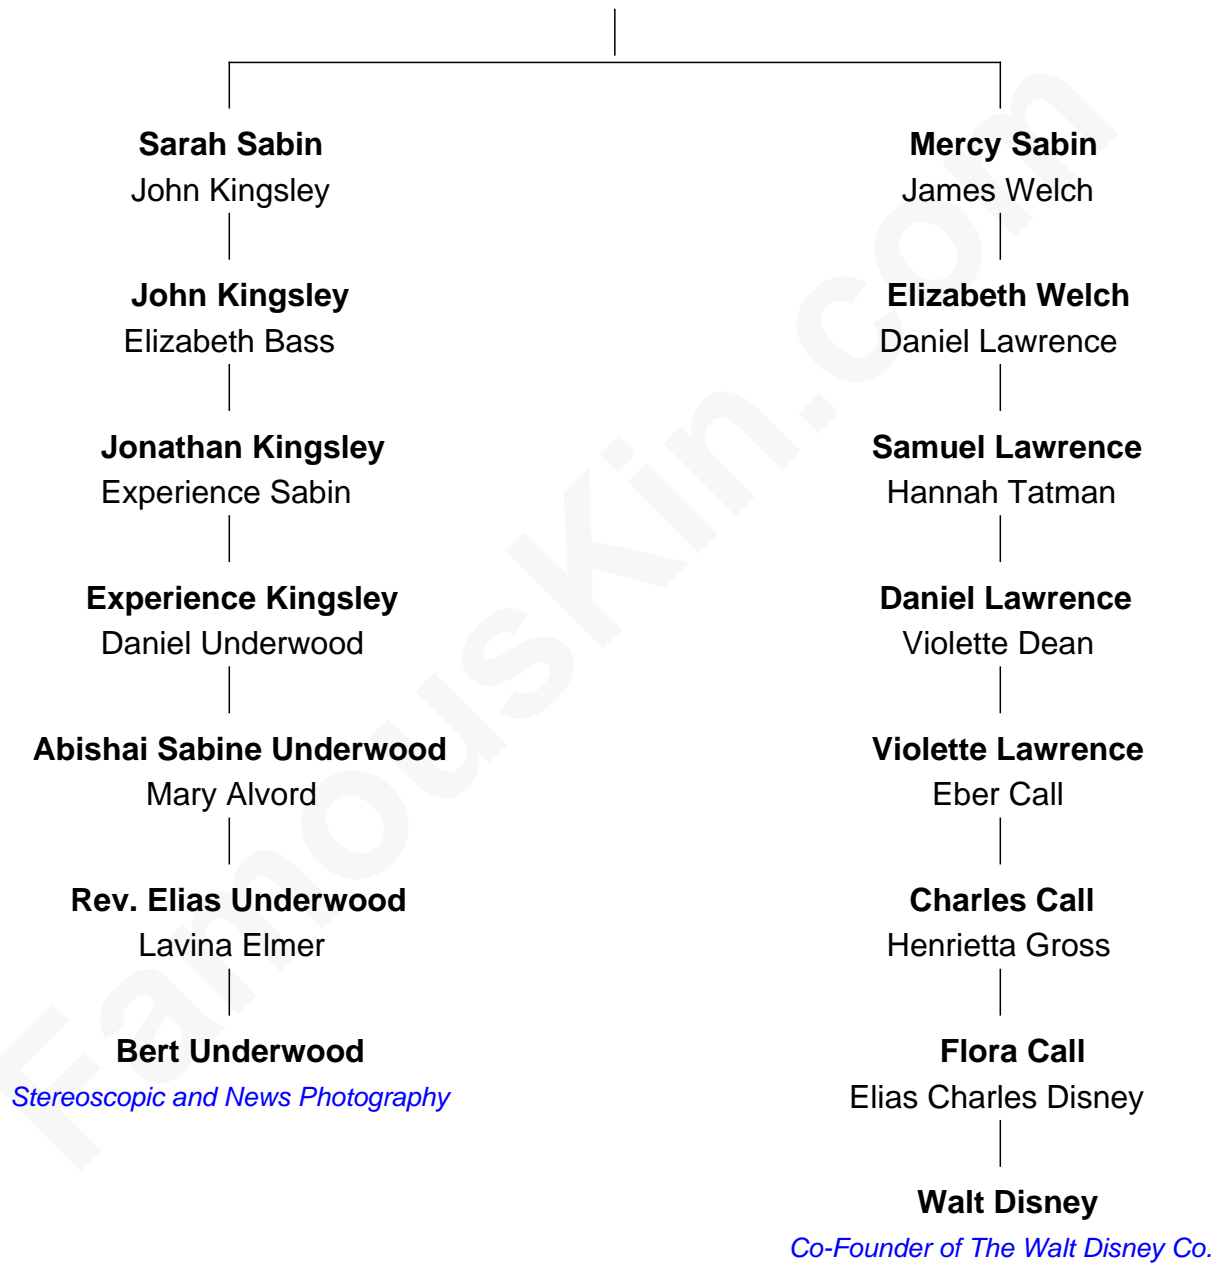 Sarah Sabin
John Kingsley
John Kingsley
Elizabeth Bass
Jonathan Kingsley
Experience Sabin
Experience Kingsley
Daniel Underwood
Abishai Sabine Underwood
Mary Alvord
Rev. Elias Underwood
Lavina Elmer
Bert Underwood
Stereoscopic and News Photography
Mercy Sabin
James Welch
Elizabeth Welch
Daniel Lawrence
Samuel Lawrence
Hannah Tatman
Daniel Lawrence
Violette Dean
Violette Lawrence
Eber Call
Charles Call
Henrietta Gross
Flora Call
Elias Charles Disney
Walt Disney
Co-Founder of The Walt Disney Co.
FamousKin.com